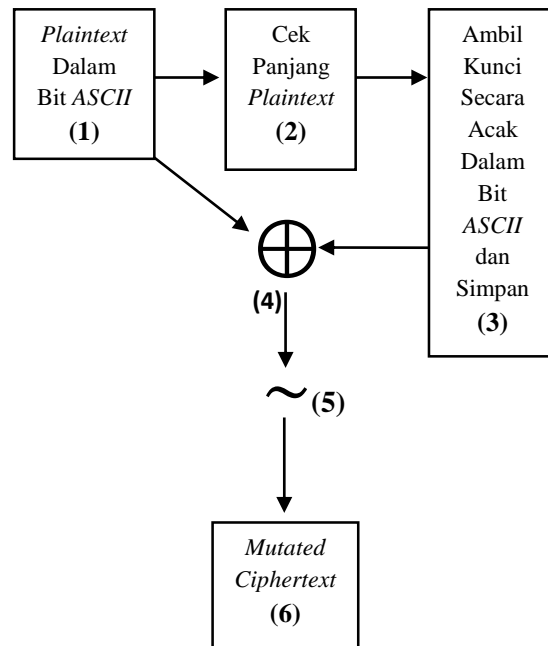 Plaintext
Dalam
Bit ASCII
(1)
Cek
Panjang
Plaintext
(2)
Ambil
Kunci
Secara
Acak
Dalam
Bit
ASCII
dan
Simpan
(3)
(4)
~(5)
Mutated
Ciphertext
(6)